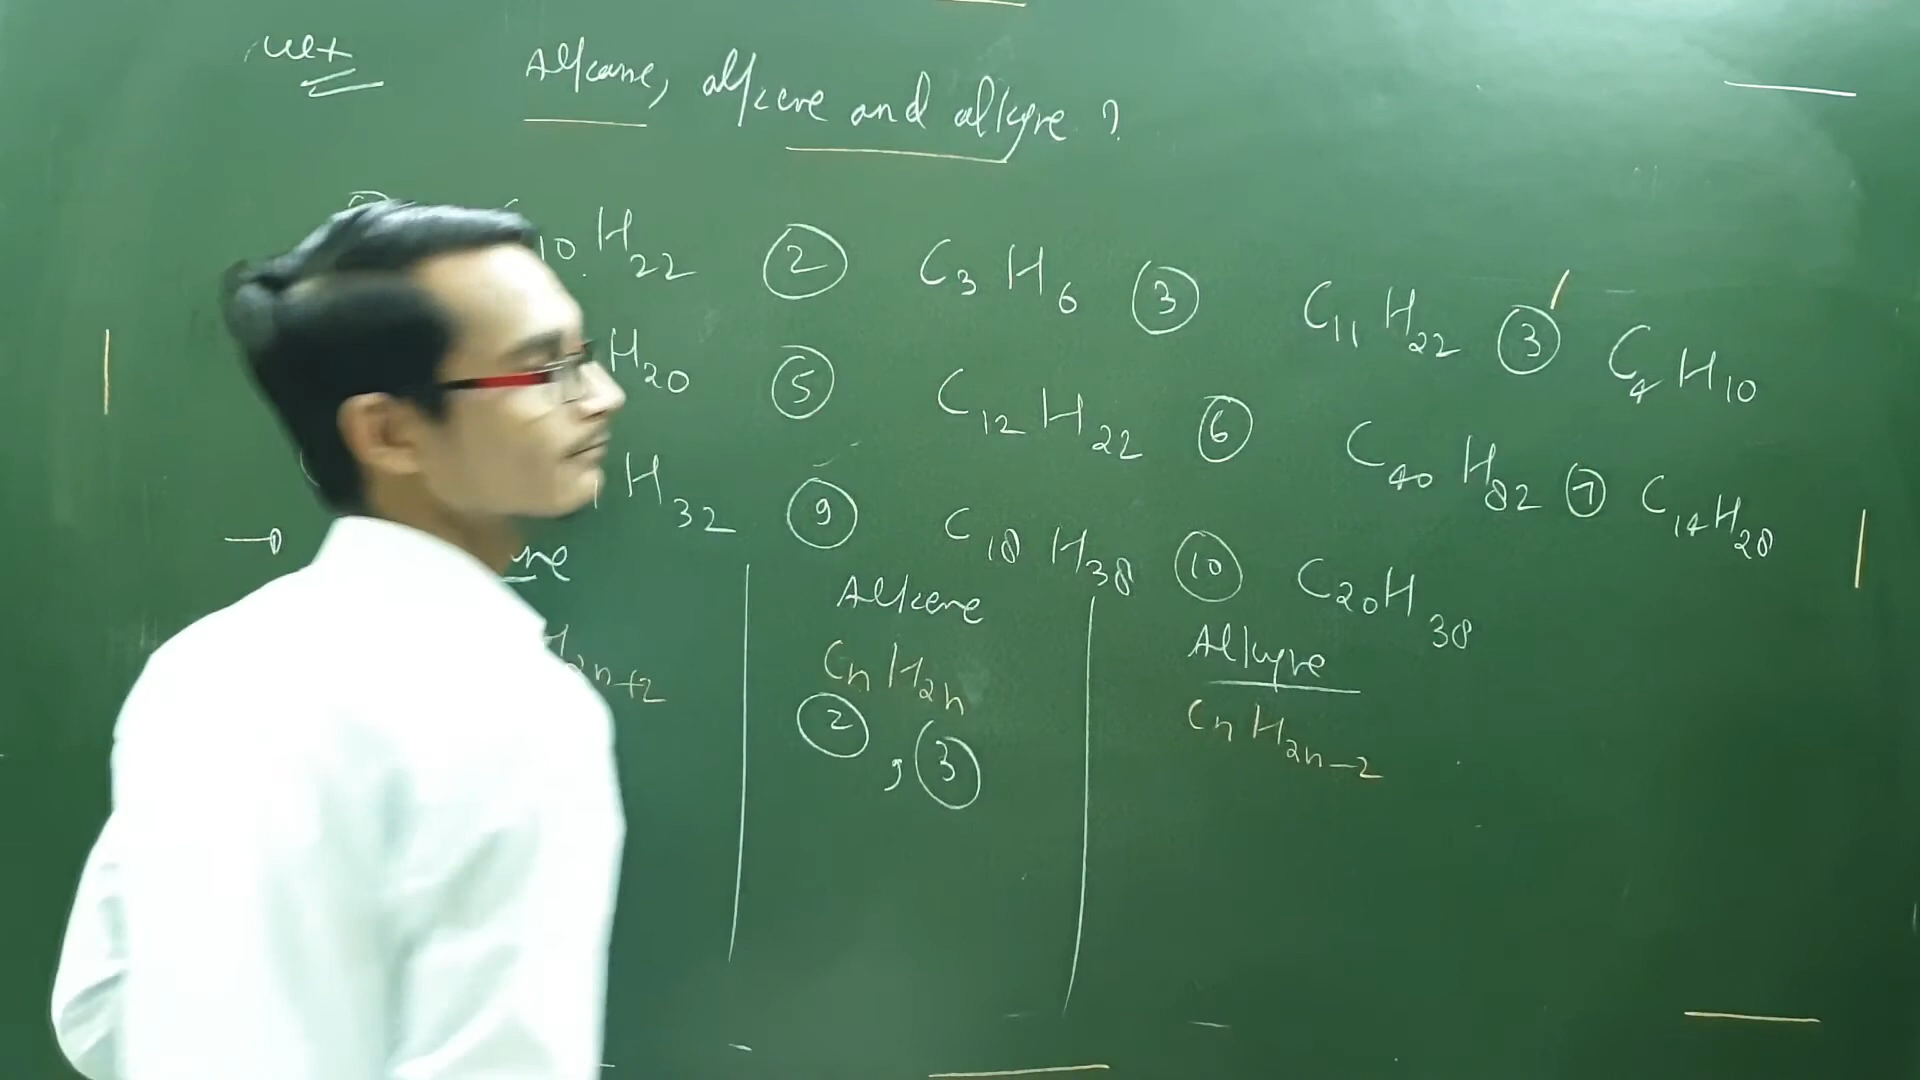 Alkane, alkene and alkyne ?
10 H22 ② C3H6 ③ C11H22 ③ C4H10
H20 ⑤ C12H22 ⑥ C40H82 ⑦ C14H28
H32 ⑨ C18H38 ⑩ C20H38
ne Alkene Alkyne
2n+2 CnH2n CnH2n-2
② , ③